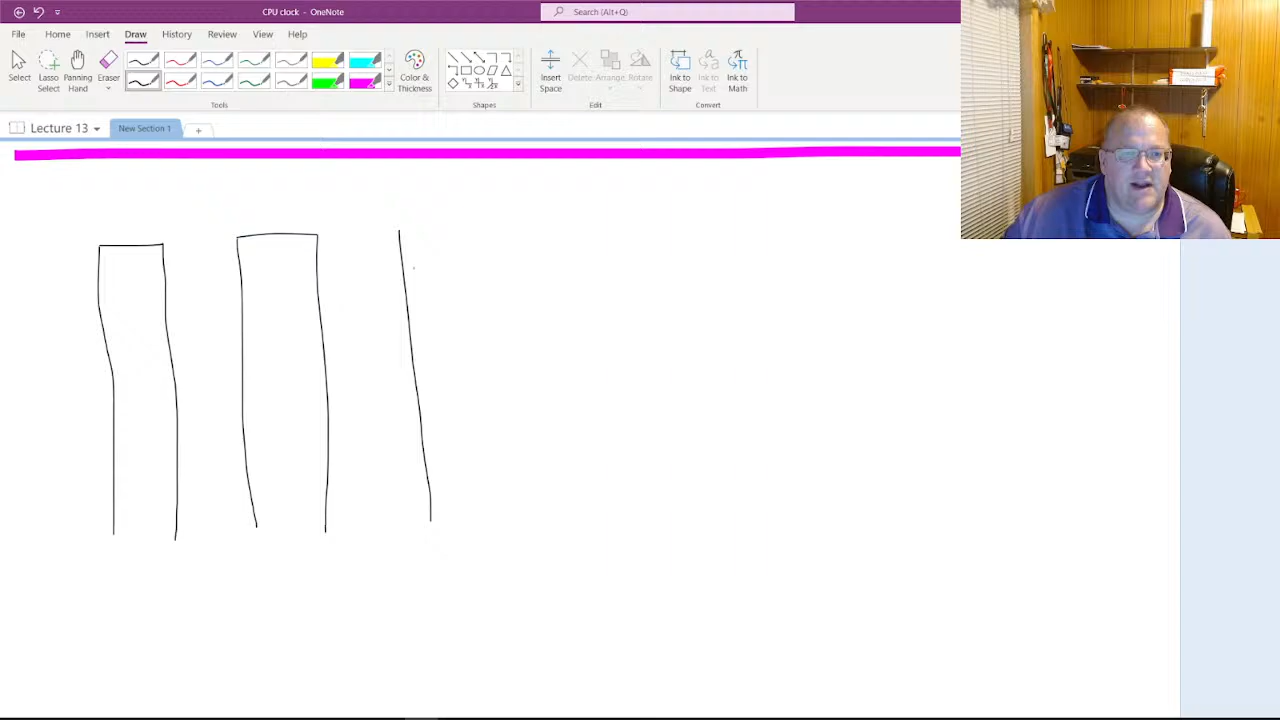 CPU clock - OneNote
Search (Alt+Q)
File Home Insert Draw History Review View Help
Select
Lasso Select
Panning Hand
Eraser
Color & Thickness
Insert Space
Delete
Arrange
Rotate
Ink to Shape
Ink to Text
Ink to Math
Tools
Shapes
Edit
Convert
Lecture 13
New Section 1